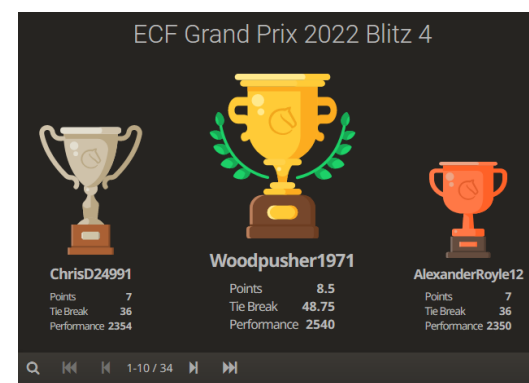 ECF Grand Prix 2022 Blitz 4
ChrisD24991
Points 7
Tie Break 36
Performance 2354
Woodpusher1971
Points 8.5
Tie Break 48.75
Performance 2540
AlexanderRoyle12
Points 7
Tie Break 36
Performance 2350
1-10 / 34